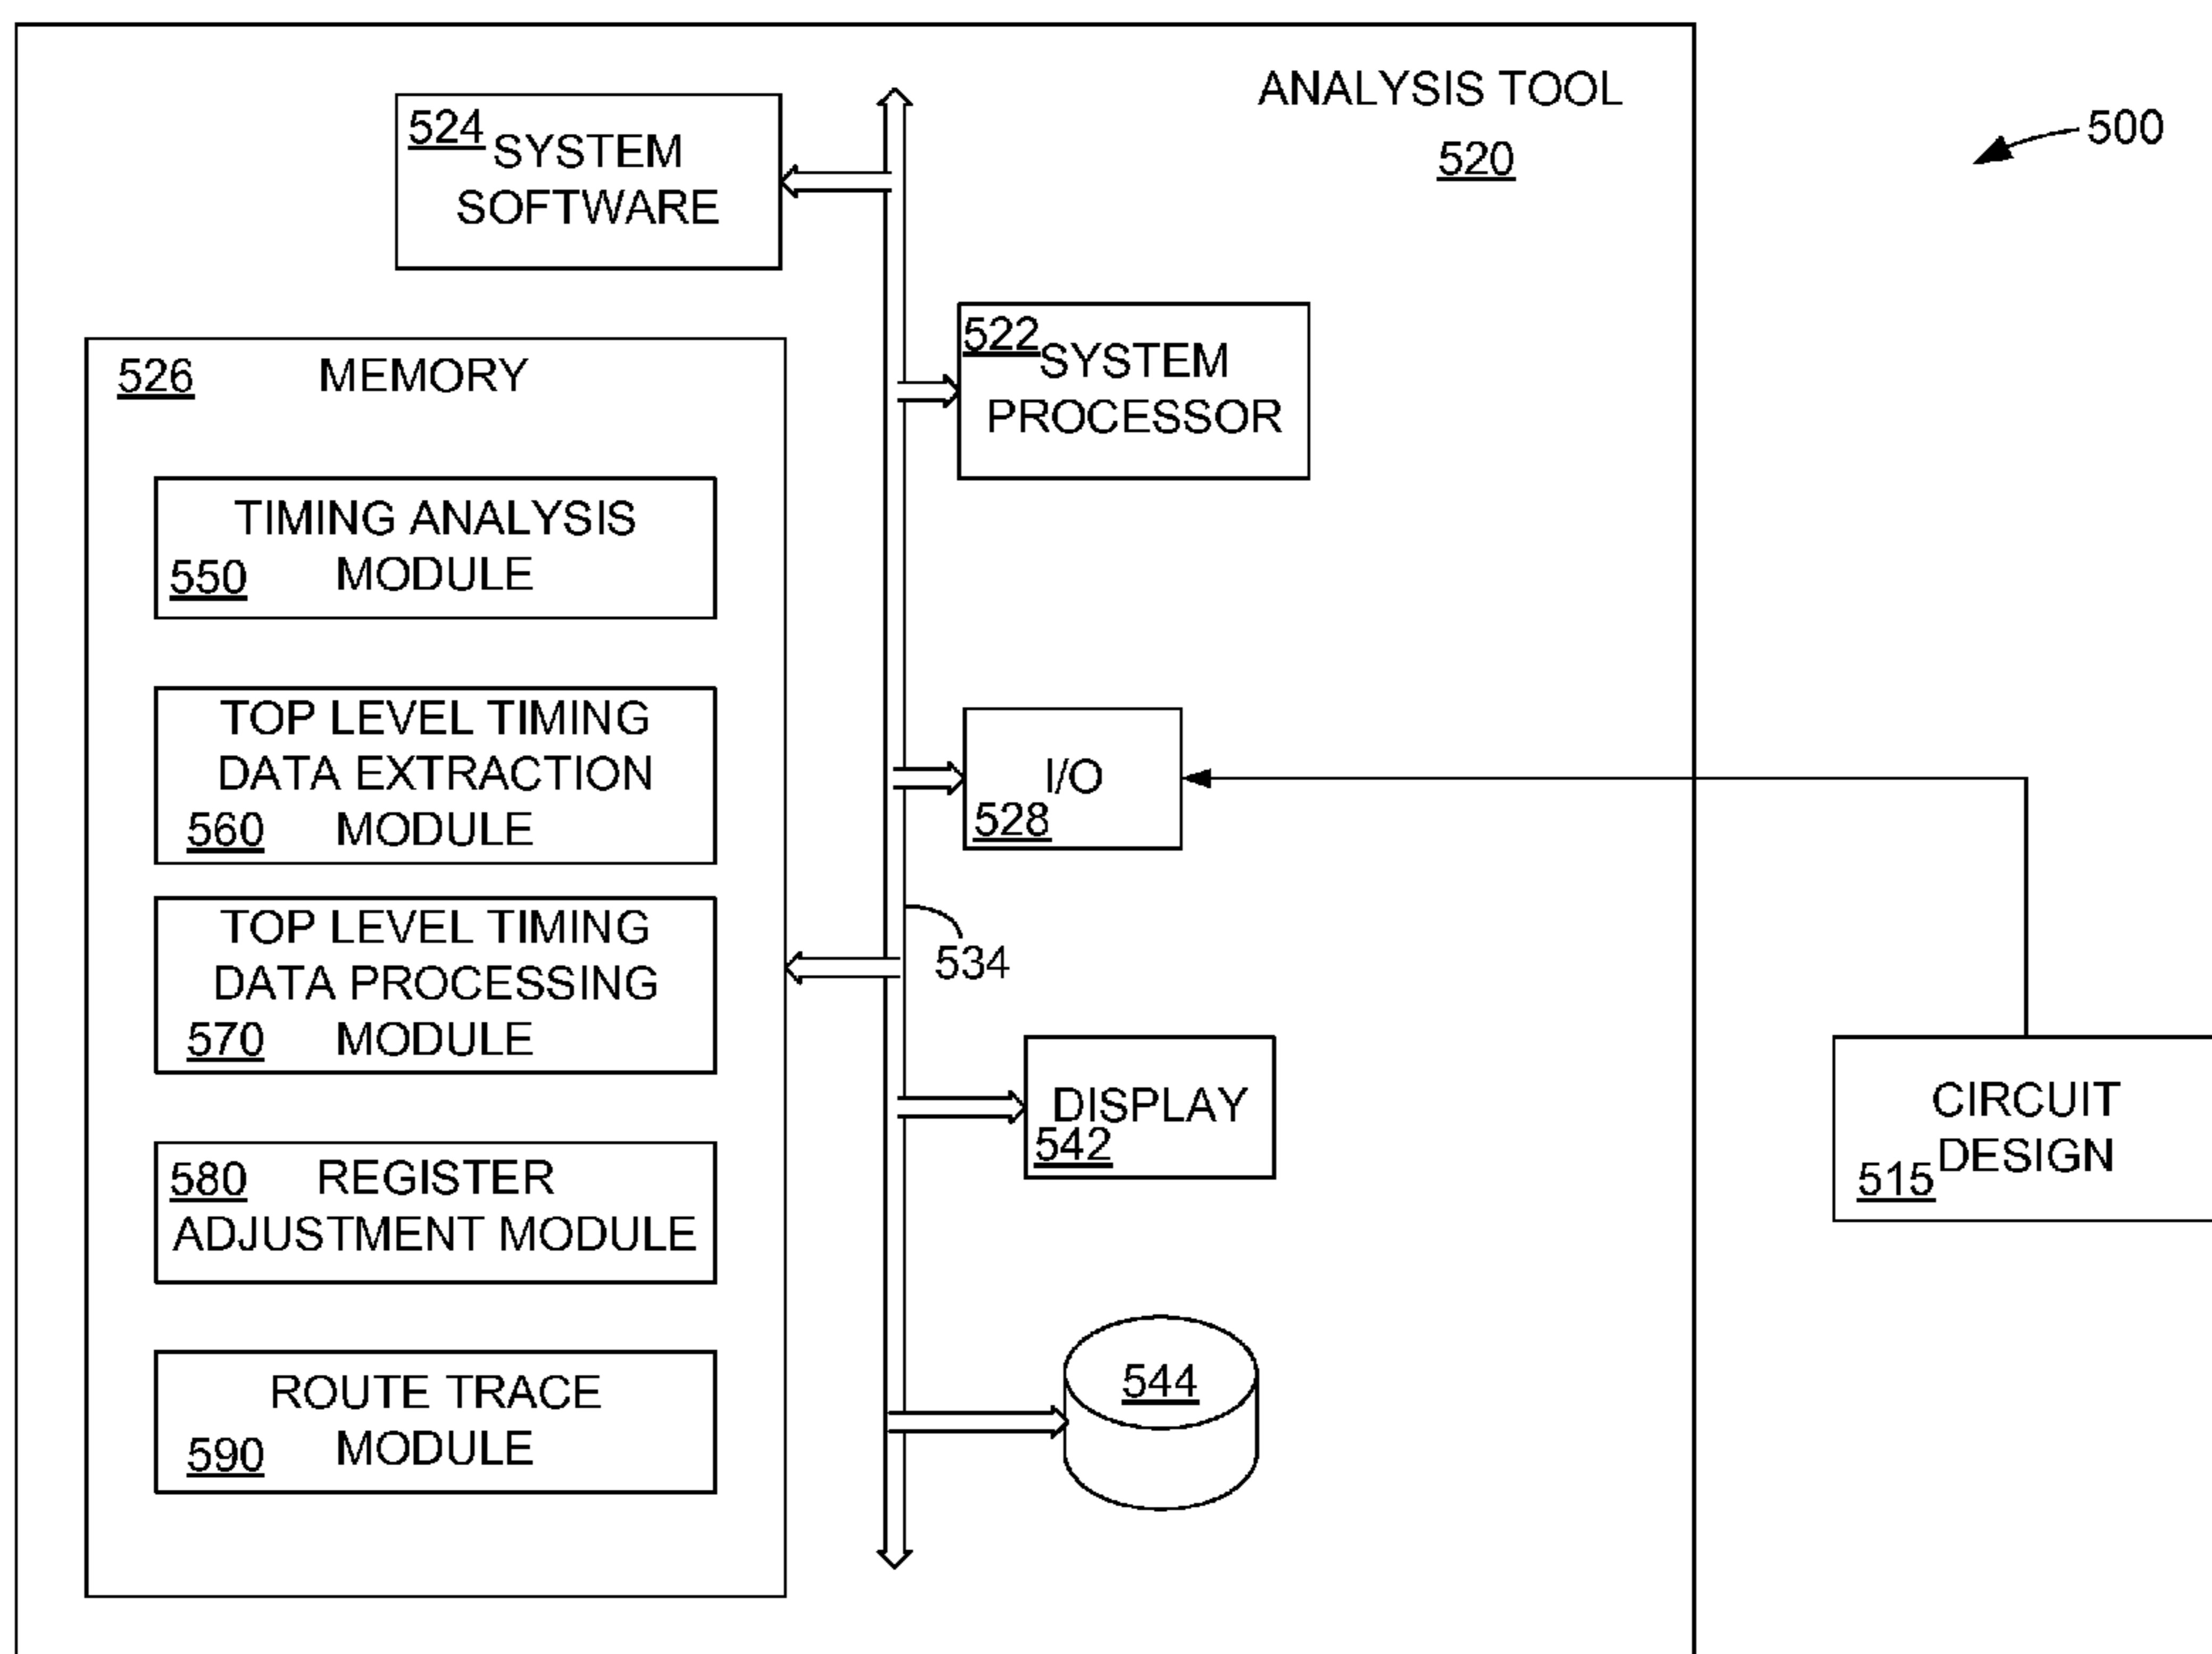 ANALYSIS TOOL
520
500
524 SYSTEM
SOFTWARE
522 SYSTEM
PROCESSOR
526 MEMORY
TIMING ANALYSIS
550 MODULE
TOP LEVEL TIMING
DATA EXTRACTION
560 MODULE
I/O
528
TOP LEVEL TIMING
DATA PROCESSING
570 MODULE
534
DISPLAY
542
CIRCUIT
515 DESIGN
580 REGISTER
ADJUSTMENT MODULE
ROUTE TRACE
590 MODULE
544